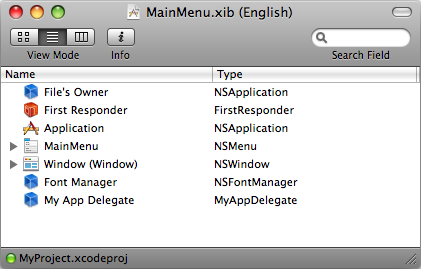 MainMenu.xib (English)
View Mode Info Search Field
Name Type
File's Owner NSApplication
First Responder FirstResponder
Application NSApplication
MainMenu NSMenu
Window (Window) NSWindow
Font Manager NSFontManager
My App Delegate MyAppDelegate
MyProject.xcodeproj